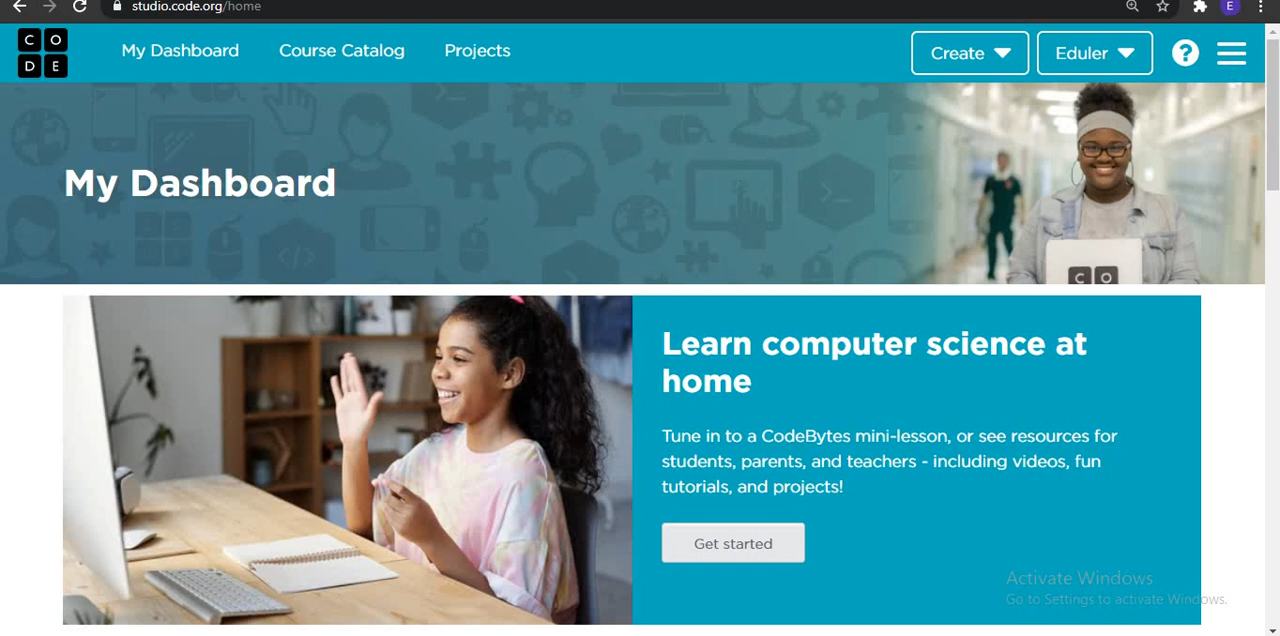 studio.code.org/home
E
C O
D E
My Dashboard
Course Catalog
Projects
Create
Eduler
?
My Dashboard
</>
C O
Learn computer science at
home
Tune in to a CodeBytes mini-lesson, or see resources for
students, parents, and teachers - including videos, fun
tutorials, and projects!
Get started
Activate Windows
Go to Settings to activate Windows.